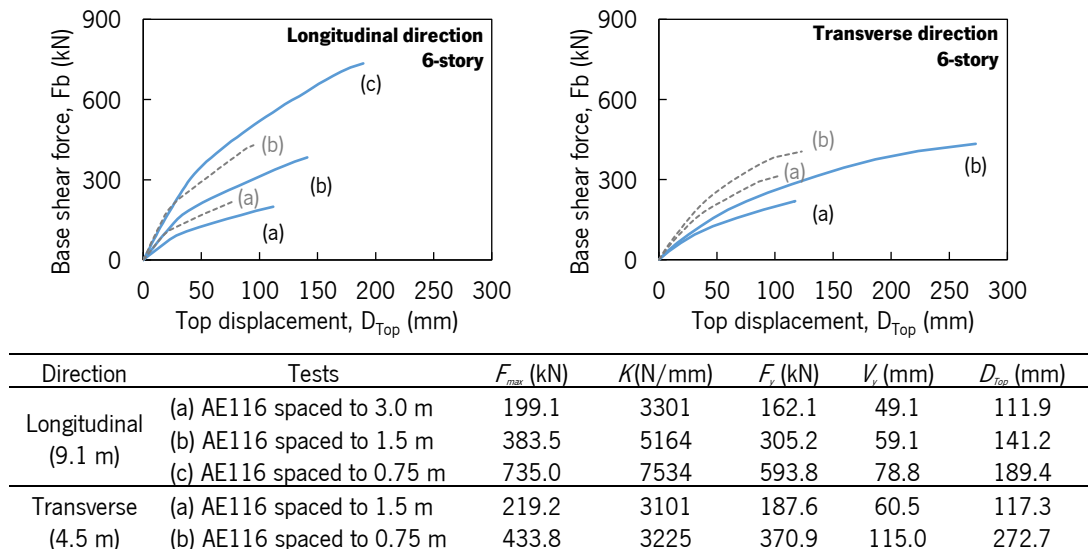 900
600
300
0
Base shear force, Fb (kN)
Longitudinal direction
6-story
(c)
(b)
(b)
(a)
(a)
0 50 100 150 200 250 300
Top displacement, D_Top (mm)
900
600
300
0
Base shear force, Fb (kN)
Transverse direction
6-story
(b)
(a)
(b)
(a)
0 50 100 150 200 250 300
Top displacement, D_Top (mm)
Direction Tests F_max (kN) K(N/mm) F_y (kN) V_y (mm) D_Top (mm)
Longitudinal (9.1 m)
(a) AE116 spaced to 3.0 m 199.1 3301 162.1 49.1 111.9
(b) AE116 spaced to 1.5 m 383.5 5164 305.2 59.1 141.2
(c) AE116 spaced to 0.75 m 735.0 7534 593.8 78.8 189.4
Transverse (4.5 m)
(a) AE116 spaced to 1.5 m 219.2 3101 187.6 60.5 117.3
(b) AE116 spaced to 0.75 m 433.8 3225 370.9 115.0 272.7